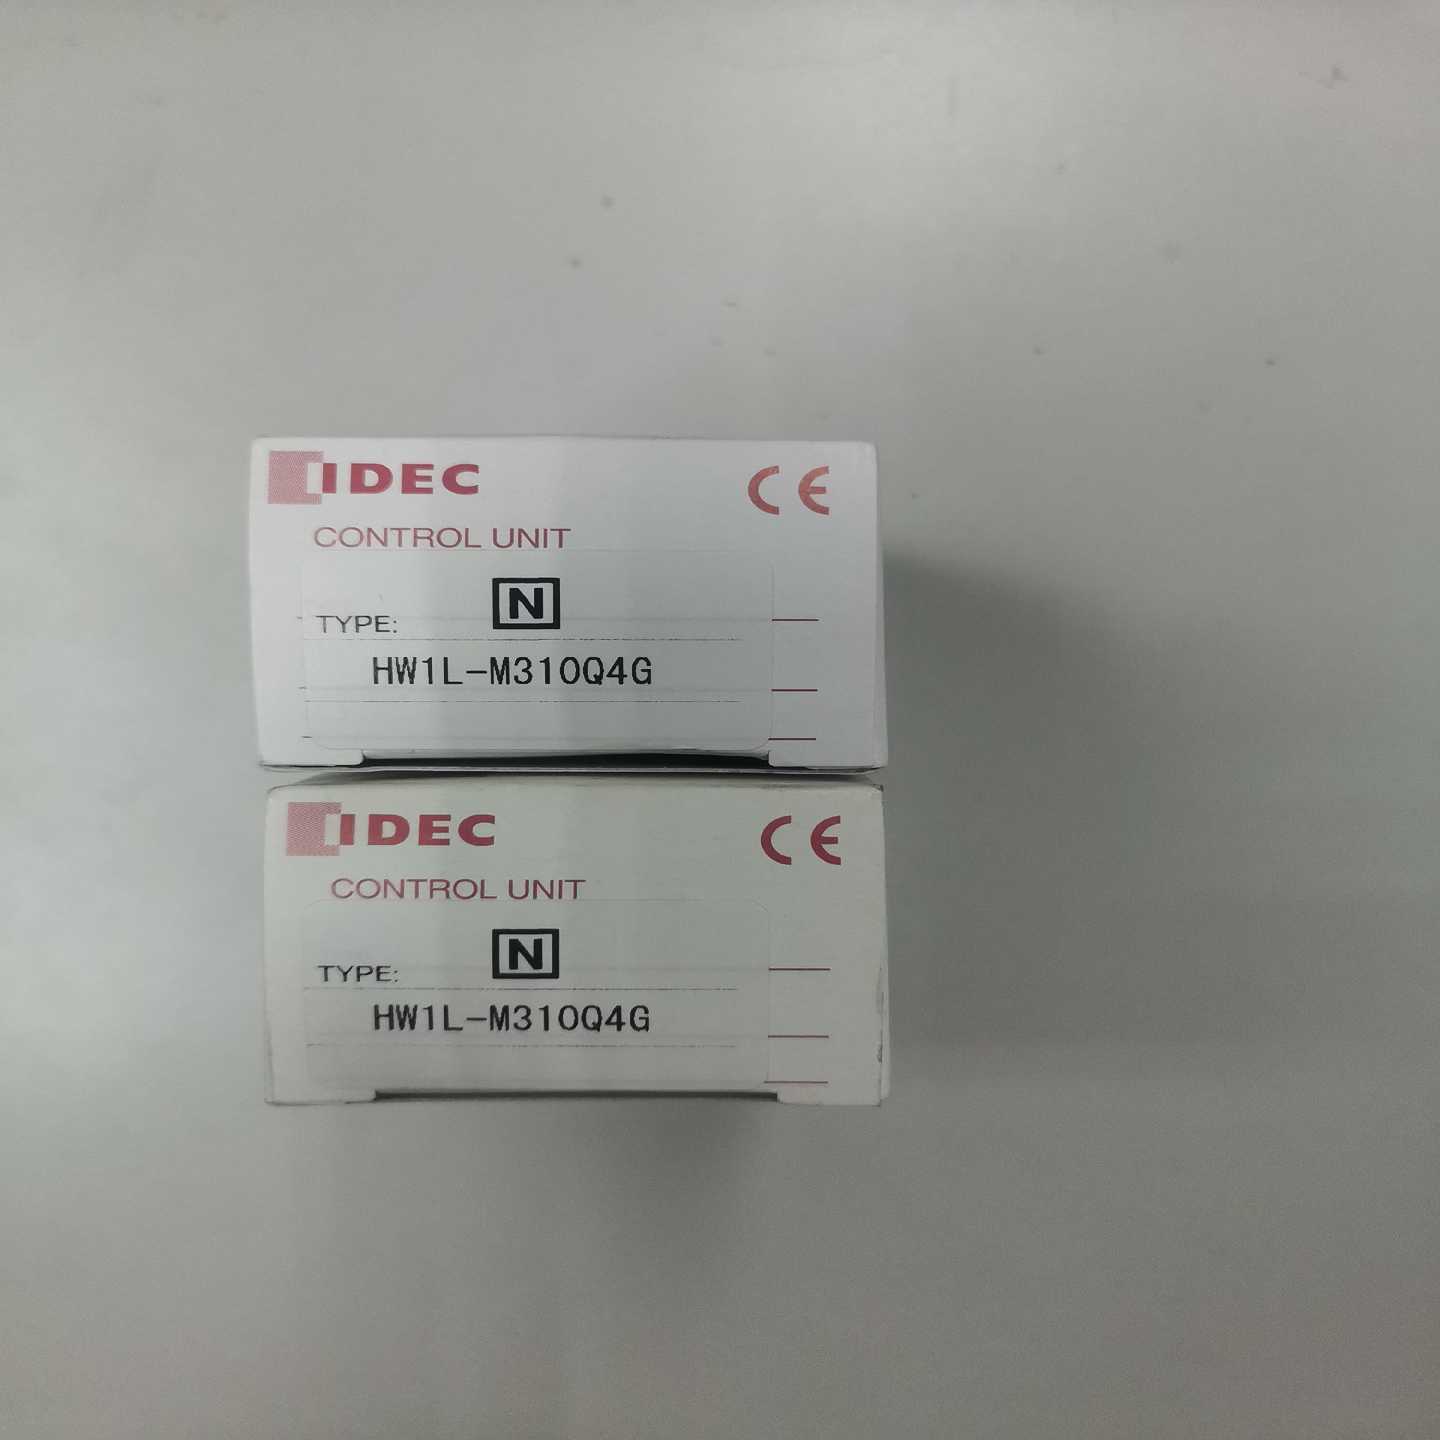 IDEC
CE
CONTROL UNIT
N
TYPE:
HW1L-M310Q4G
IDEC
CE
CONTROL UNIT
N
TYPE:
HW1L-M310Q4G